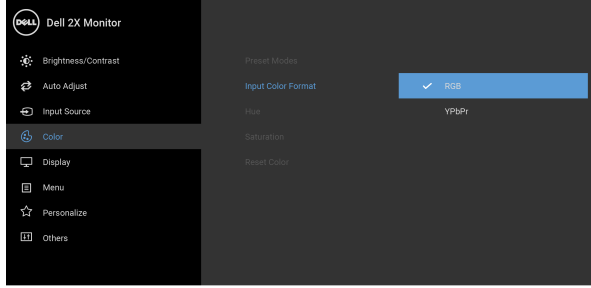 DELL Dell 2X Monitor
Brightness/Contrast
Auto Adjust
Input Source
Color
Display
Menu
Personalize
Others
Preset Modes
Input Color Format
Hue
Saturation
Reset Color
RGB
YPbPr